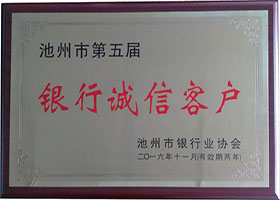 池州市第五届
银行诚信客户
池州市银行业协会
二〇一六年十一月(有效期两年)